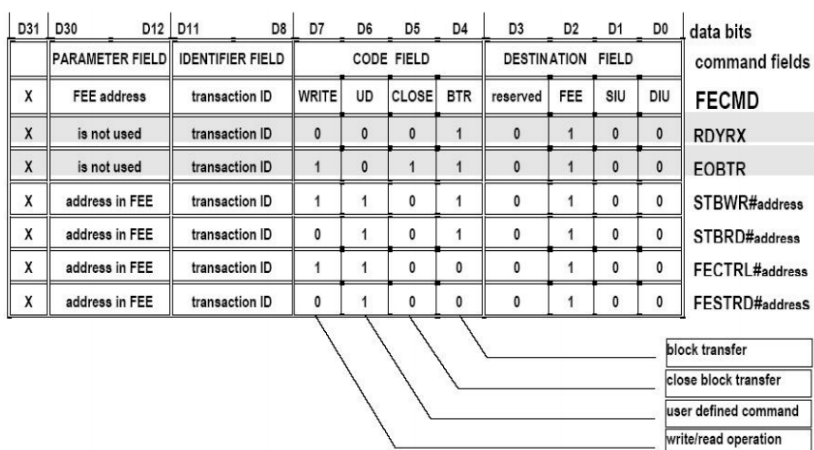 D31 D30 D12 D11 D8 D7 D6 D5 D4 D3 D2 D1 D0 data bits
PARAMETER FIELD IDENTIFIER FIELD CODE FIELD DESTINATION FIELD command fields
X FEE address transaction ID WRITE UD CLOSE BTR reserved FEE SIU DIU FECMD
X is not used transaction ID 0 0 0 1 0 1 0 0 RDYRX
X is not used transaction ID 1 0 1 1 0 1 0 0 EOBTR
X address in FEE transaction ID 1 1 0 1 0 1 0 0 STBWR#address
X address in FEE transaction ID 0 1 0 1 0 1 0 0 STBRD#address
X address in FEE transaction ID 1 1 0 0 0 1 0 0 FECTRL#address
X address in FEE transaction ID 0 1 0 0 0 1 0 0 FESTRD#address
block transfer
close block transfer
user defined command
write/read operation